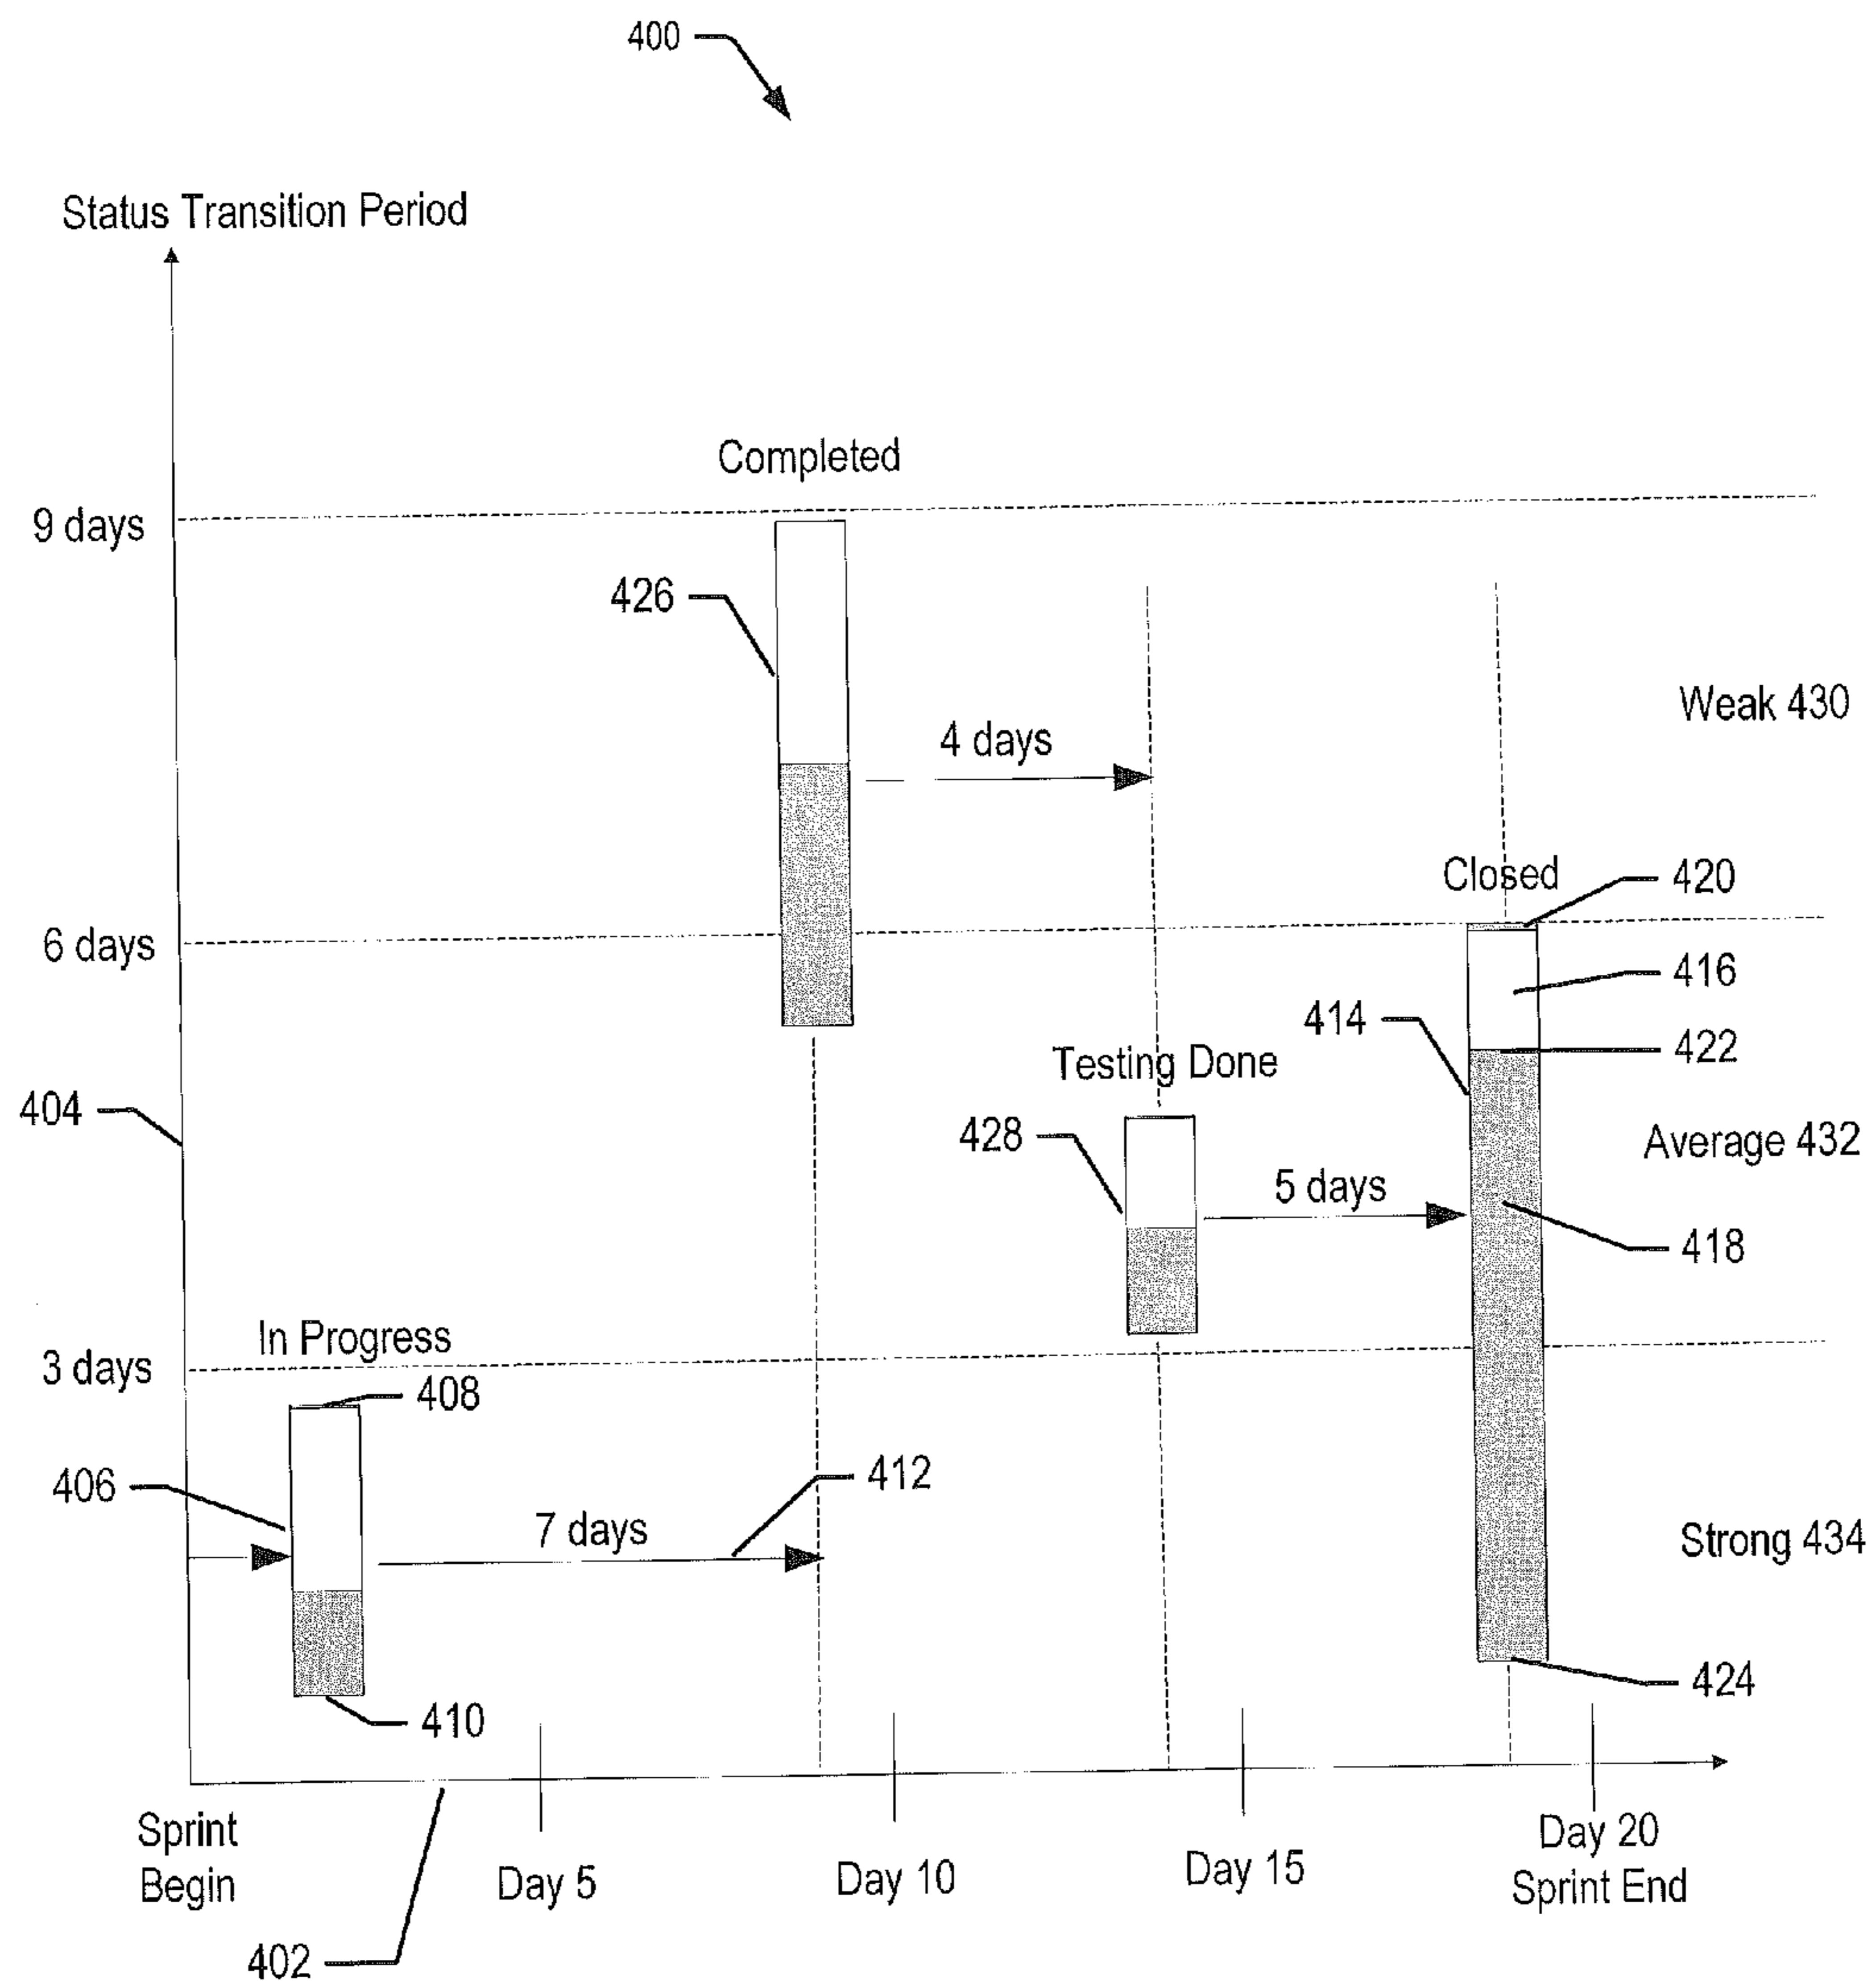 400
Status Transition Period
Completed
9 days
426
Weak 430
4 days
Closed
420
6 days
416
414
422
Testing Done
404
428
Average 432
5 days
418
In Progress
3 days
408
412
406
7 days
Strong 434
424
410
Sprint
Begin
Day 5
Day 10
Day 15
Day 20
Sprint End
402